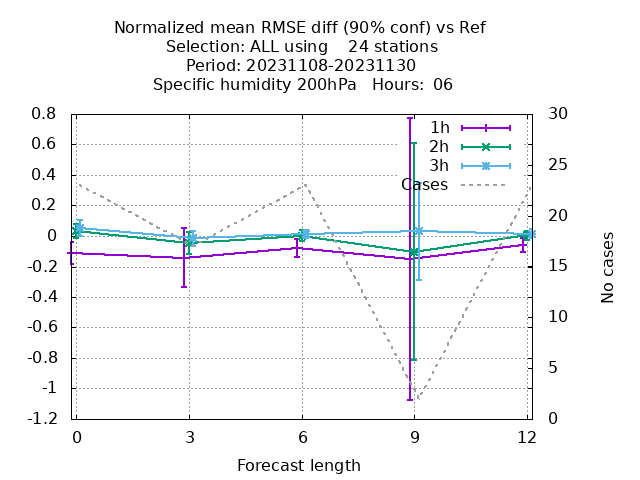 Normalized mean RMSE diff (90% conf) vs Ref
Selection: ALL using    24 stations
Period: 20231108-20231130
Specific humidity 200hPa   Hours:  06
1h
2h
3h
Cases
0.8
0.6
0.4
0.2
0
-0.2
-0.4
-0.6
-0.8
-1
-1.2
30
25
20
15
10
5
0
No cases
0 3 6 9 12
Forecast length